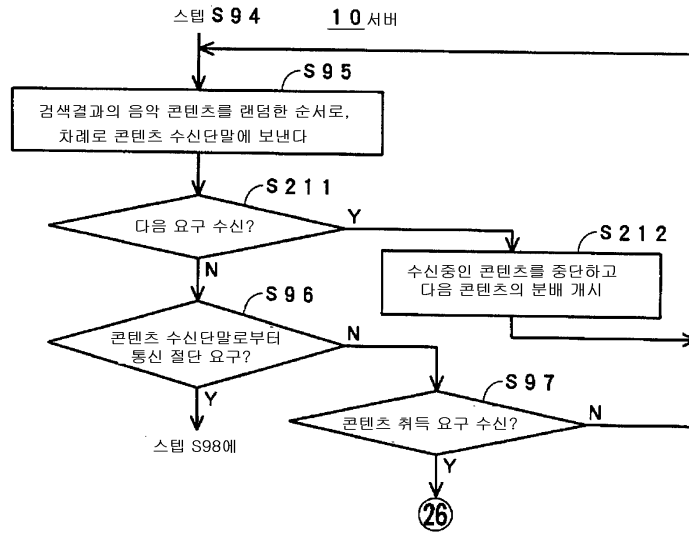 스텝 S94
10 서버
S95
검색결과의 음악 콘텐츠를 랜덤한 순서로,
차례로 콘텐츠 수신단말에 보낸다
S211
다음 요구 수신?
Y
N
S212
수신중인 콘텐츠를 중단하고
다음 콘텐츠의 분배 개시
S96
콘텐츠 수신단말로부터
통신 절단 요구?
N
Y
스텝 S98에
S97
콘텐츠 취득 요구 수신?
N
Y
26